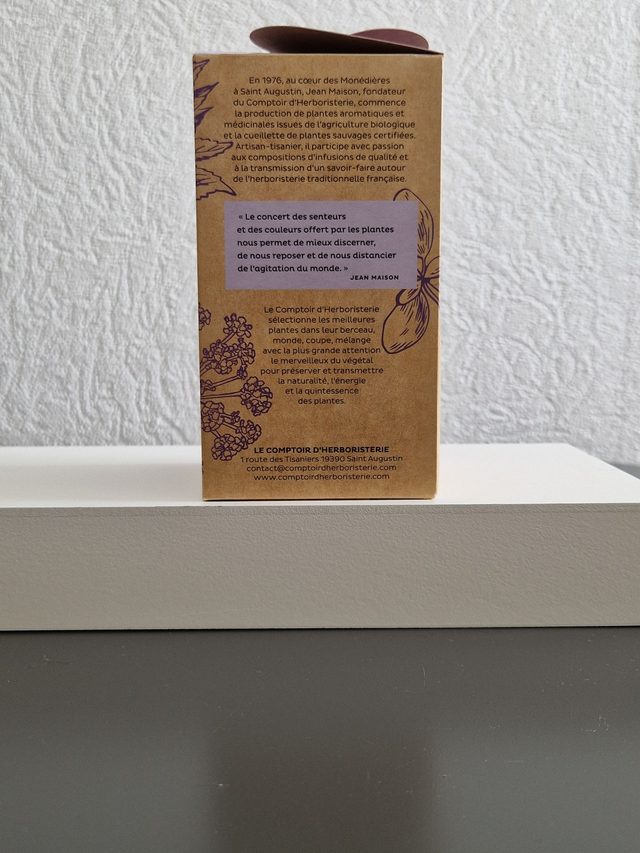 En 1976, au cœur des Monédières
à Saint Augustin, Jean Maison, fondateur
du Comptoir d'Herboristerie, commence
la production de plantes aromatiques et
médicinales issues de l'agriculture biologique
et la cueillette de plantes sauvages certifiées.
Artisan-tisanier, il participe avec passion
aux compositions d'infusions de qualité et
à la transmission d'un savoir-faire autour
de l'herboristerie traditionnelle française.
« Le concert des senteurs
et des couleurs offert par les plantes
nous permet de mieux discerner,
de nous reposer et de nous distancier
de l'agitation du monde. »
JEAN MAISON
Le Comptoir d'Herboristerie
sélectionne les meilleures
plantes dans leur berceau,
monde, coupe, mélange
avec la plus grande attention
le merveilleux du végétal
pour préserver et transmettre
la naturalité, l'énergie
et la quintessence
des plantes.
LE COMPTOIR D'HERBORISTERIE
1 route des Tisaniers 19390 Saint Augustin
contact@comptoirdherboristerie.com
www.comptoirdherboristerie.com